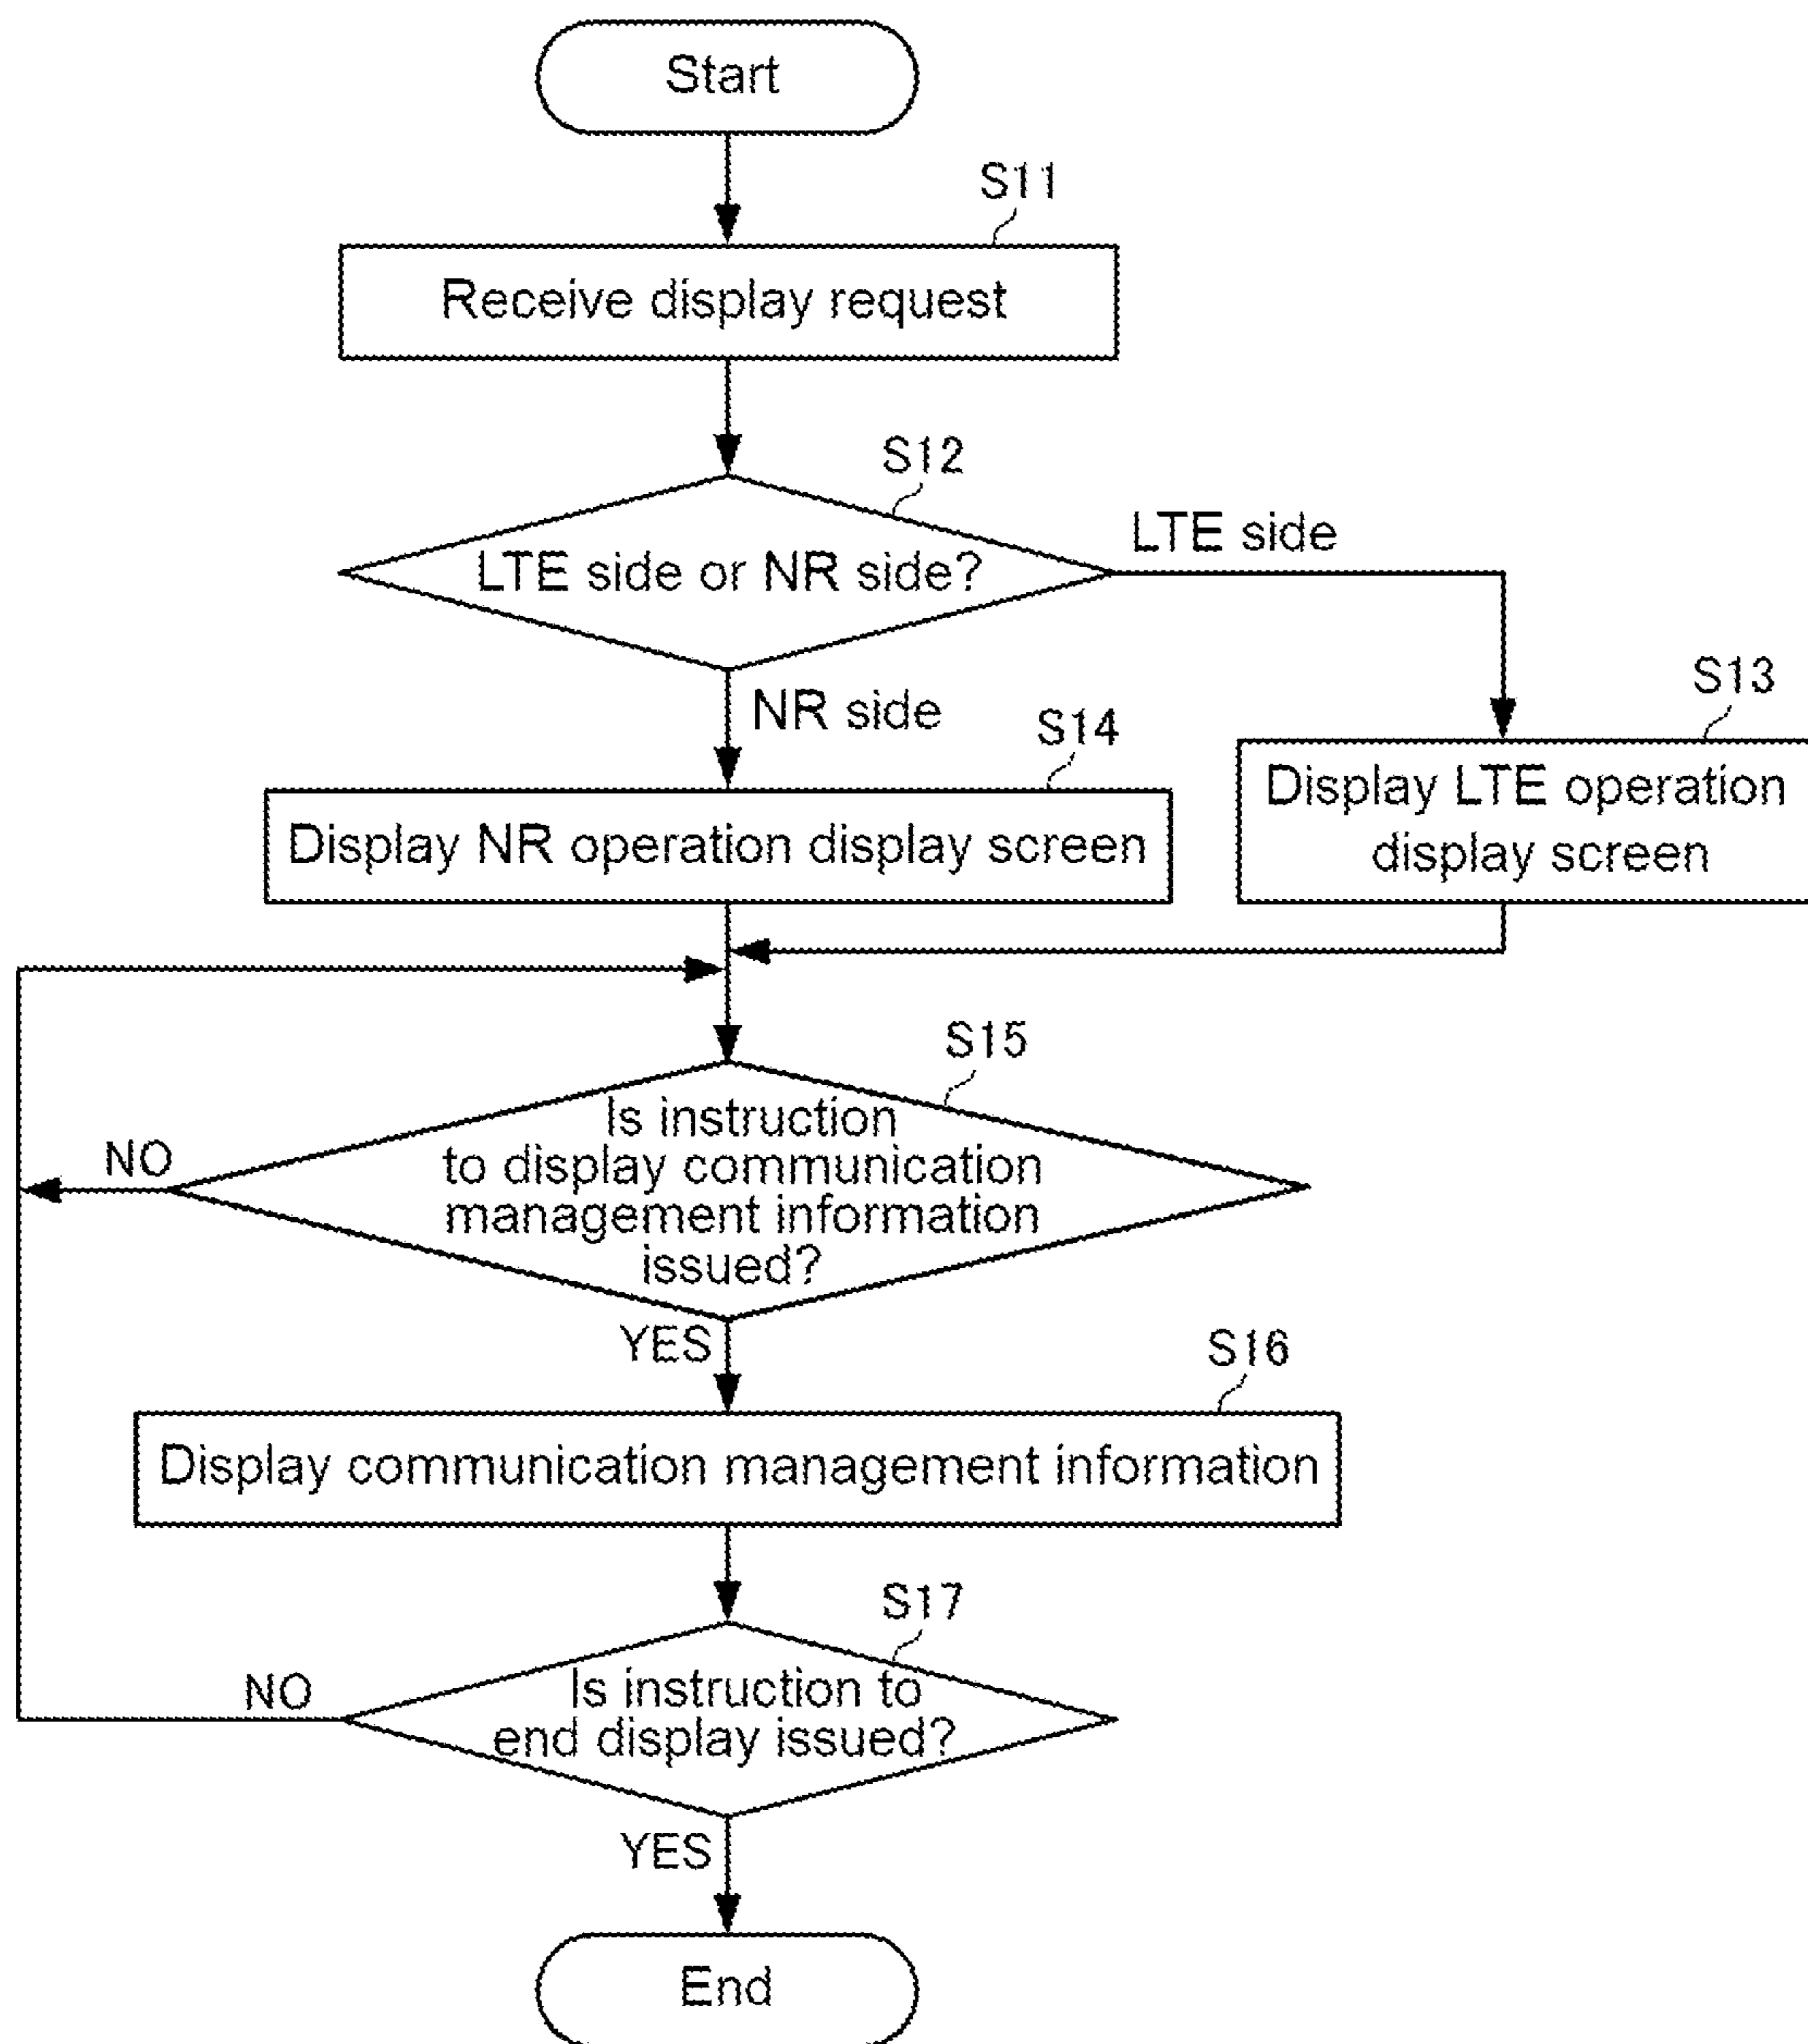 Start
S11
Receive display request
S12
LTE side or NR side?
LTE side
NR side
S13
Display LTE operation
display screen
S14
Display NR operation display screen
S15
Is instruction
to display communication
management information
issued?
NO
YES
S16
Display communication management information
S17
Is instruction to
end display issued?
NO
YES
End